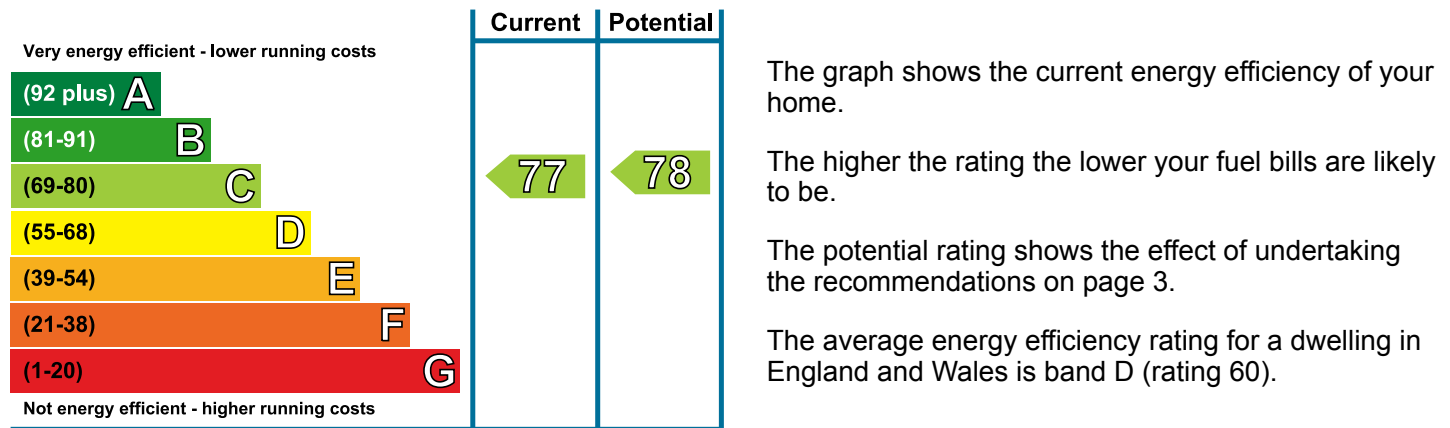 Current Potential
Very energy efficient - lower running costs
(92 plus) A
(81-91) B
(69-80) C
(55-68) D
(39-54) E
(21-38) F
(1-20) G
Not energy efficient - higher running costs
77 78
The graph shows the current energy efficiency of your
home.
The higher the rating the lower your fuel bills are likely
to be.
The potential rating shows the effect of undertaking
the recommendations on page 3.
The average energy efficiency rating for a dwelling in
England and Wales is band D (rating 60).